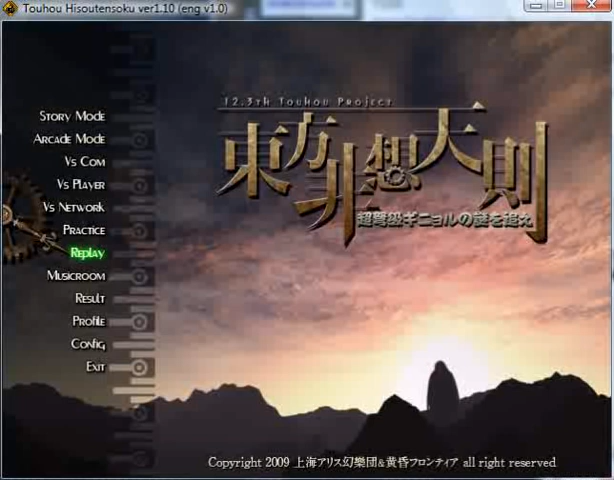 Touhou Hisoutensoku ver1.10 (eng v1.0)
12.3th Touhou Project
東方非想天則
超弩級ギニョルの謎を追え
Story Mode
Arcade Mode
Vs Com
Vs Player
Vs Network
Practice
Replay
Musicroom
Result
Profile
Config
Exit
Copyright 2009 上海アリス幻樂団&黄昏フロンティア all right reserved